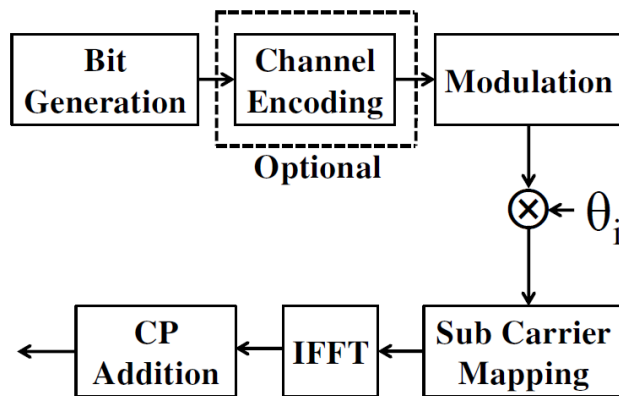 Bit
Generation
Channel
Encoding
Modulation
Optional
θi
CP
Addition
IFFT
Sub Carrier
Mapping